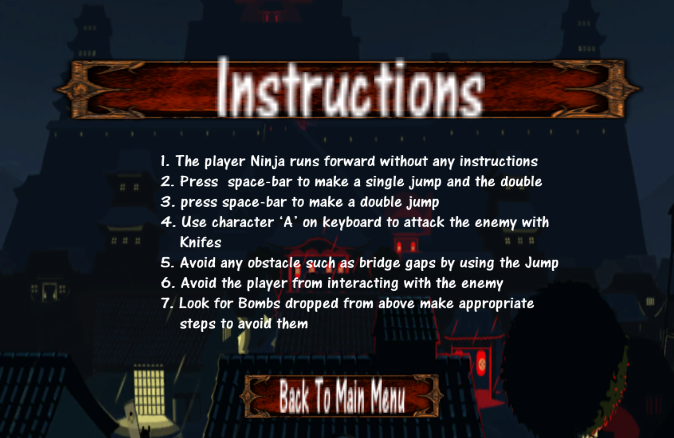 Instructions
1. The player Ninja runs forward without any instructions
2. Press space-bar to make a single jump and the double
3. press space-bar to make a double jump
4. Use character ‘A’ on keyboard to attack the enemy with
Knifes
5. Avoid any obstacle such as bridge gaps by using the Jump
6. Avoid the player from interacting with the enemy
7. Look for Bombs dropped from above make appropriate
steps to avoid them
Back To Main Menu